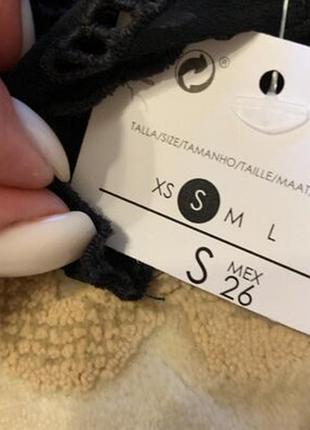 ®
TALLA/SIZE/TAMANHO/TAILLE/MAAT/
XS S M L
S MEX 26